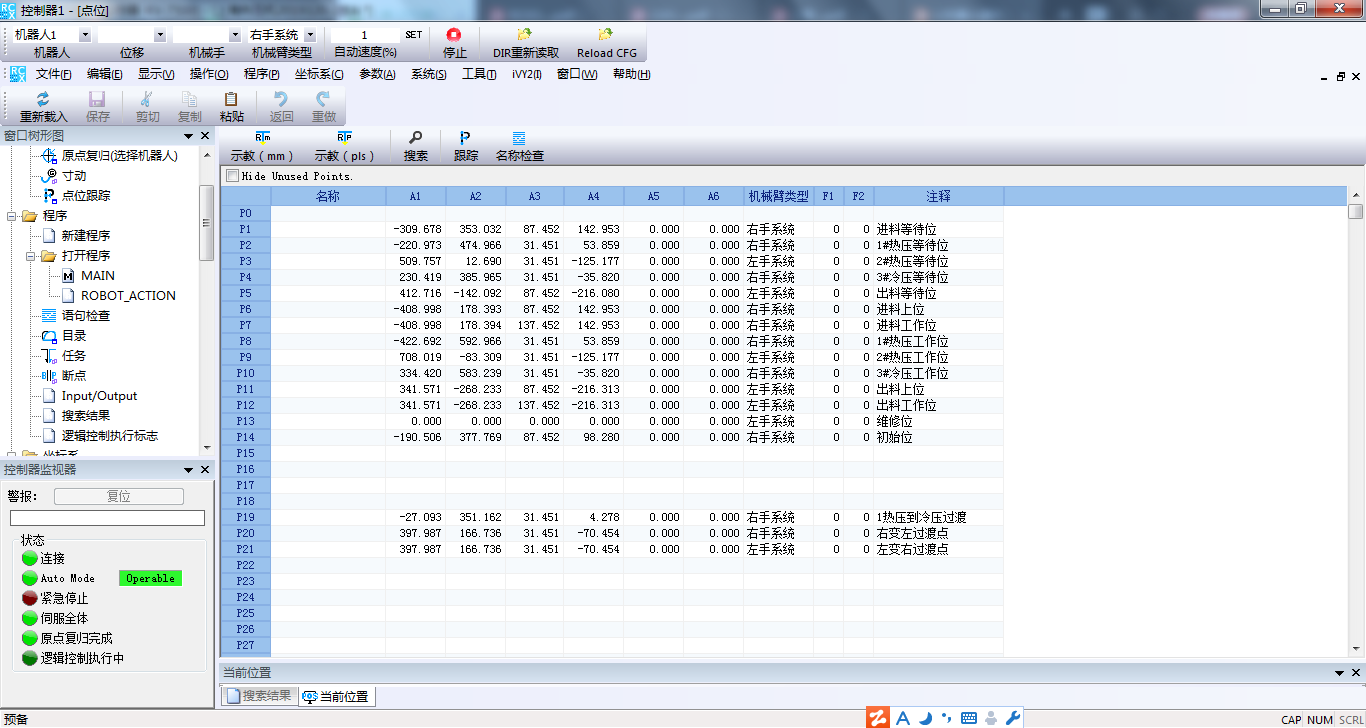 控制器1 - [点位]
机器人1 右手系统 1 SET
机器人 位移 机械手 机械臂类型 自动速度(%) 停止 DIR重新读取 Reload CFG
文件(F) 编辑(E) 显示(V) 操作(O) 程序(P) 坐标系(C) 参数(A) 系统(S) 工具(T) iVY2(I) 窗口(W) 帮助(H)
重新载入 保存 剪切 复制 粘贴 返回 重做
窗口树形图
原点复归(选择机器人)
寸动
点位跟踪
程序
新建程序
打开程序
MAIN
ROBOT_ACTION
语句检查
目录
任务
断点
Input/Output
搜索结果
逻辑控制执行标志
坐标系
控制器监视器
警报: 复位
状态
连接
Auto Mode Operable
紧急停止
伺服全体
原点复归完成
逻辑控制执行中
示教(mm) 示教(pls) 搜索 跟踪 名称检查
Hide Unused Points.
名称 A1 A2 A3 A4 A5 A6 机械臂类型 F1 F2 注释
P0
P1 -309.678 353.032 87.452 142.953 0.000 0.000 右手系统 0 0 进料等待位
P2 -220.973 474.966 31.451 53.859 0.000 0.000 右手系统 0 0 1#热压等待位
P3 509.757 12.690 31.451 -125.177 0.000 0.000 左手系统 0 0 2#热压等待位
P4 230.419 385.965 31.451 -35.820 0.000 0.000 右手系统 0 0 3#冷压等待位
P5 412.716 -142.092 87.452 -216.080 0.000 0.000 左手系统 0 0 出料等待位
P6 -408.998 178.393 87.452 142.953 0.000 0.000 右手系统 0 0 进料上位
P7 -408.998 178.394 137.452 142.953 0.000 0.000 右手系统 0 0 进料工作位
P8 -422.692 592.966 31.451 53.859 0.000 0.000 右手系统 0 0 1#热压工作位
P9 708.019 -83.309 31.451 -125.177 0.000 0.000 左手系统 0 0 2#热压工作位
P10 334.420 583.239 31.451 -35.820 0.000 0.000 右手系统 0 0 3#冷压工作位
P11 341.571 -268.233 87.452 -216.313 0.000 0.000 左手系统 0 0 出料上位
P12 341.571 -268.233 137.452 -216.313 0.000 0.000 左手系统 0 0 出料工作位
P13 0.000 0.000 0.000 0.000 0.000 0.000 左手系统 0 0 维修位
P14 -190.506 377.769 87.452 98.280 0.000 0.000 右手系统 0 0 初始位
P15
P16
P17
P18
P19 -27.093 351.162 31.451 4.278 0.000 0.000 右手系统 0 0 1热压到冷压过渡
P20 397.987 166.736 31.451 -70.454 0.000 0.000 右手系统 0 0 右变左过渡点
P21 397.987 166.736 31.451 -70.454 0.000 0.000 左手系统 0 0 左变右过渡点
P22
P23
P24
P25
P26
P27
当前位置
搜索结果 当前位置
预备 CAP NUM SCRL